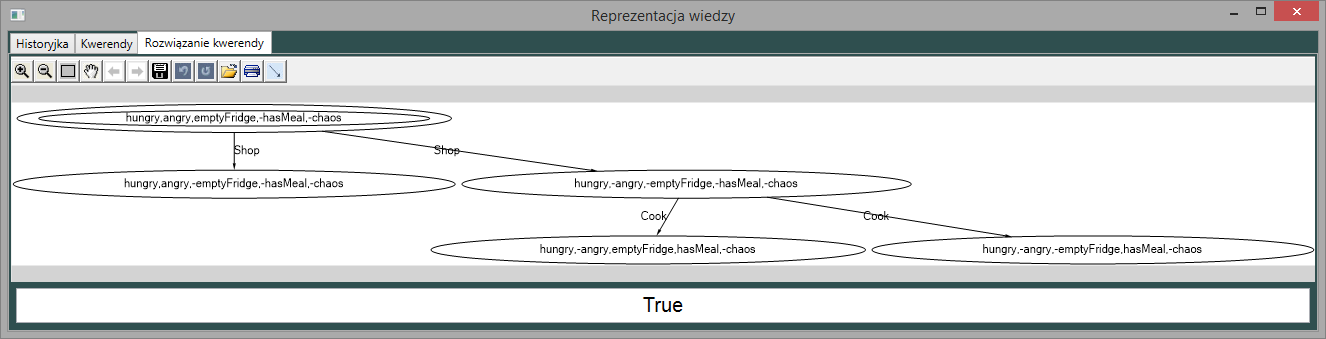 Reprezentacja wiedzy
Historyjka Kwerendy Rozwiązanie kwerendy
hungry,angry,emptyFridge,-hasMeal,-chaos
Shop Shop
hungry,angry,-emptyFridge,-hasMeal,-chaos hungry,-angry,-emptyFridge,-hasMeal,-chaos
Cook Cook
hungry,-angry,emptyFridge,hasMeal,-chaos hungry,-angry,-emptyFridge,hasMeal,-chaos
True